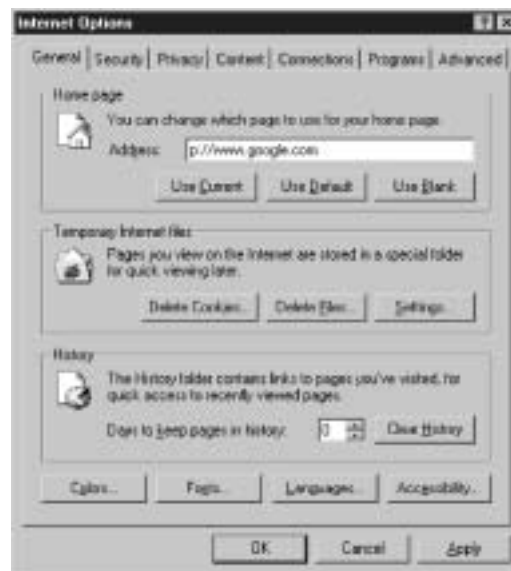 Internet Options
General Security Privacy Content Connections Programs Advanced
Home page
You can change which page to use for your home page.
Address: p://www.google.com
Use Current Use Default Use Blank
Temporary Internet files
Pages you view on the Internet are stored in a special folder
for quick viewing later.
Delete Cookies... Delete Files... Settings...
History
The History folder contains links to pages you've visited, for
quick access to recently viewed pages.
Days to keep pages in history: 0 Clear History
Colors... Fonts... Languages... Accessibility...
OK Cancel Apply